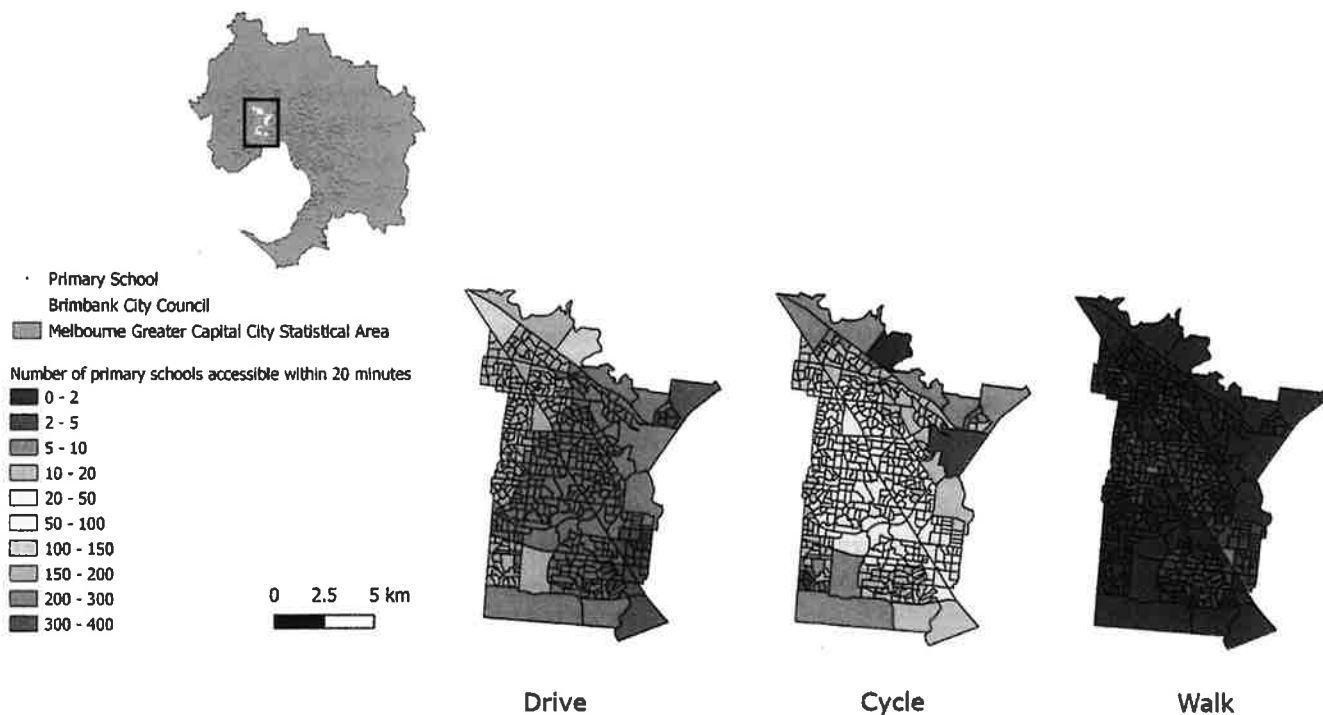 Primary School
Brimbank City Council
Melbourne Greater Capital City Statistical Area
Number of primary schools accessible within 20 minutes
0 - 2
2 - 5
5 - 10
10 - 20
20 - 50
50 - 100
100 - 150
150 - 200
200 - 300
300 - 400
0 2.5 5 km
Drive Cycle Walk